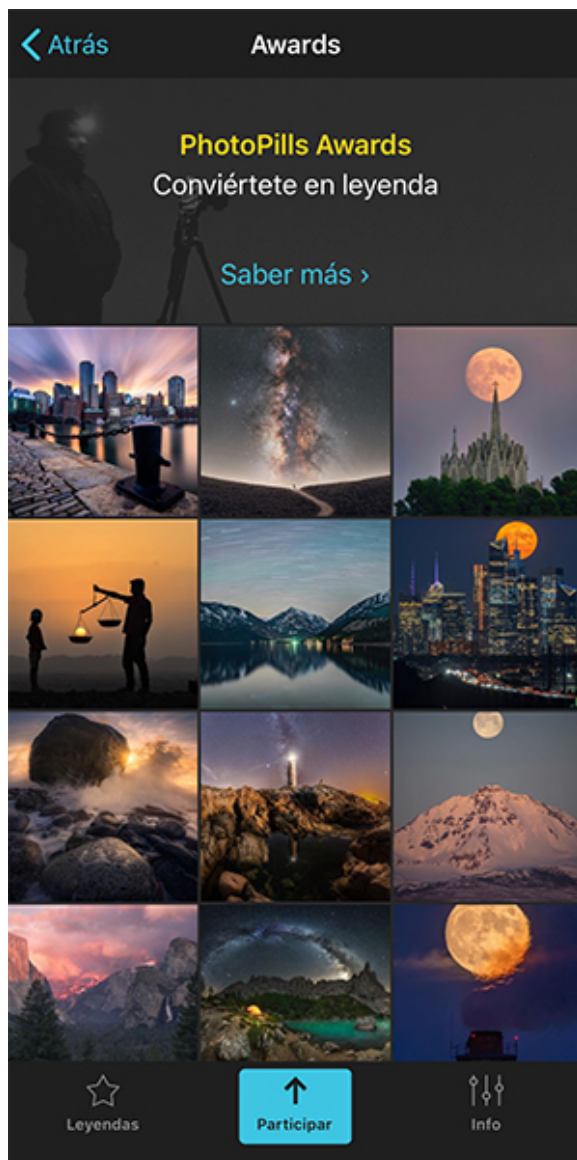 Atrás
Awards
PhotoPills Awards
Conviértete en leyenda
Saber más ›
Leyendas
Participar
Info